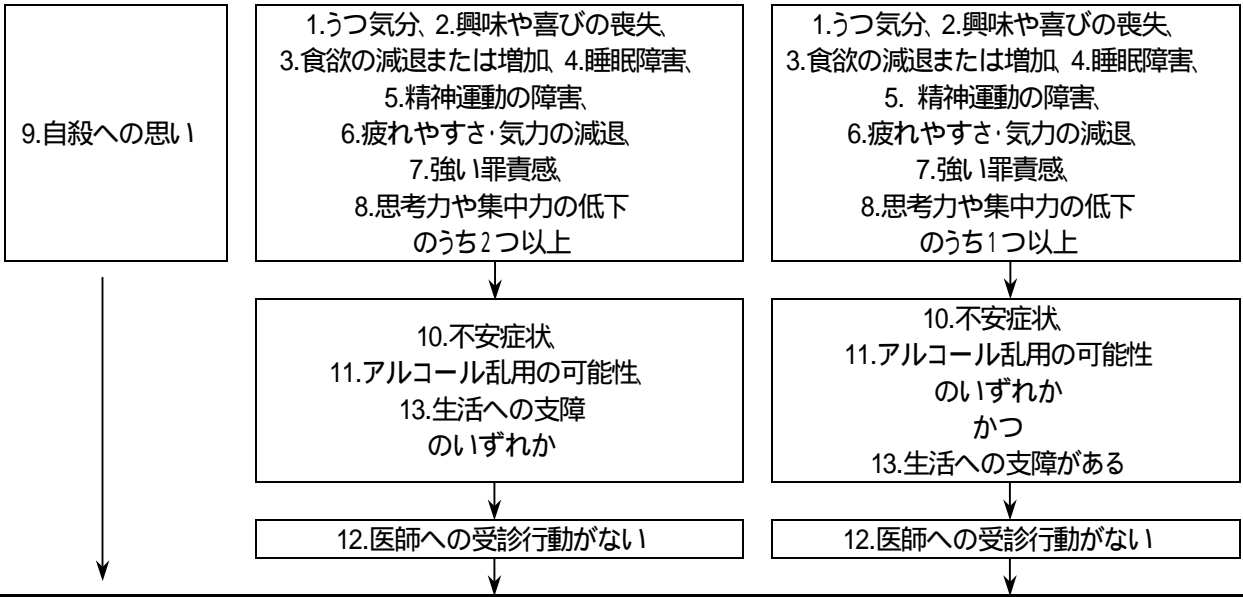 9.自殺への思い
1.うつ気分、2.興味や喜びの喪失、
3.食欲の減退または増加、4.睡眠障害、
5.精神運動の障害、
6.疲れやすさ・気力の減退、
7.強い罪責感、
8.思考力や集中力の低下
のうち2つ以上
1.うつ気分、2.興味や喜びの喪失、
3.食欲の減退または増加、4.睡眠障害、
5. 精神運動の障害、
6.疲れやすさ・気力の減退、
7.強い罪責感、
8.思考力や集中力の低下
のうち1つ以上
10.不安症状、
11.アルコール乱用の可能性、
13.生活への支障
のいずれか
10.不安症状、
11.アルコール乱用の可能性
のいずれか
かつ
13.生活への支障がある
12.医師への受診行動がない
12.医師への受診行動がない